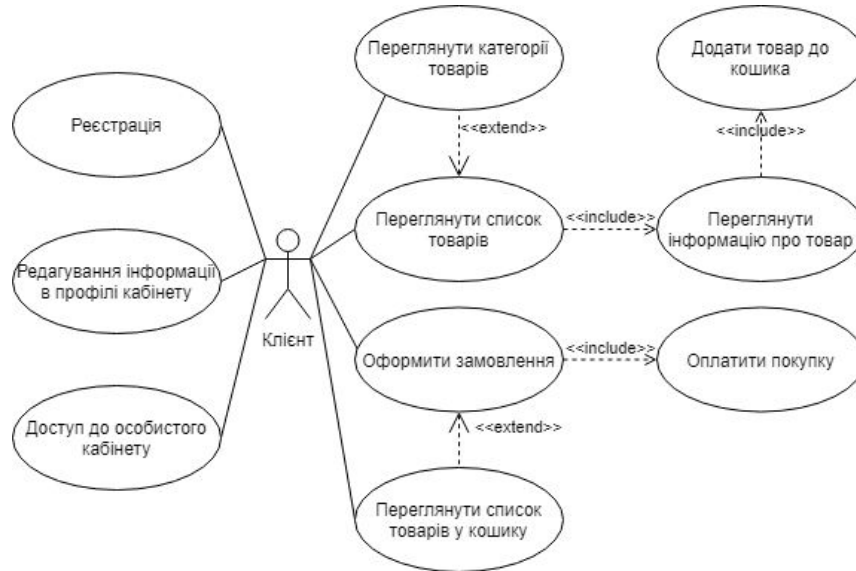 Переглянути категорії
товарів
Додати товар до
кошика
Реєстрація
<<extend>>
<<include>>
Переглянути список
товарів
<<include>>
Переглянути
інформацію про товар
Редагування інформації
в профілі кабінету
Клієнт
Оформити замовлення
<<include>>
Оплатити покупку
Доступ до особистого
кабінету
<<extend>>
Переглянути список
товарів у кошику